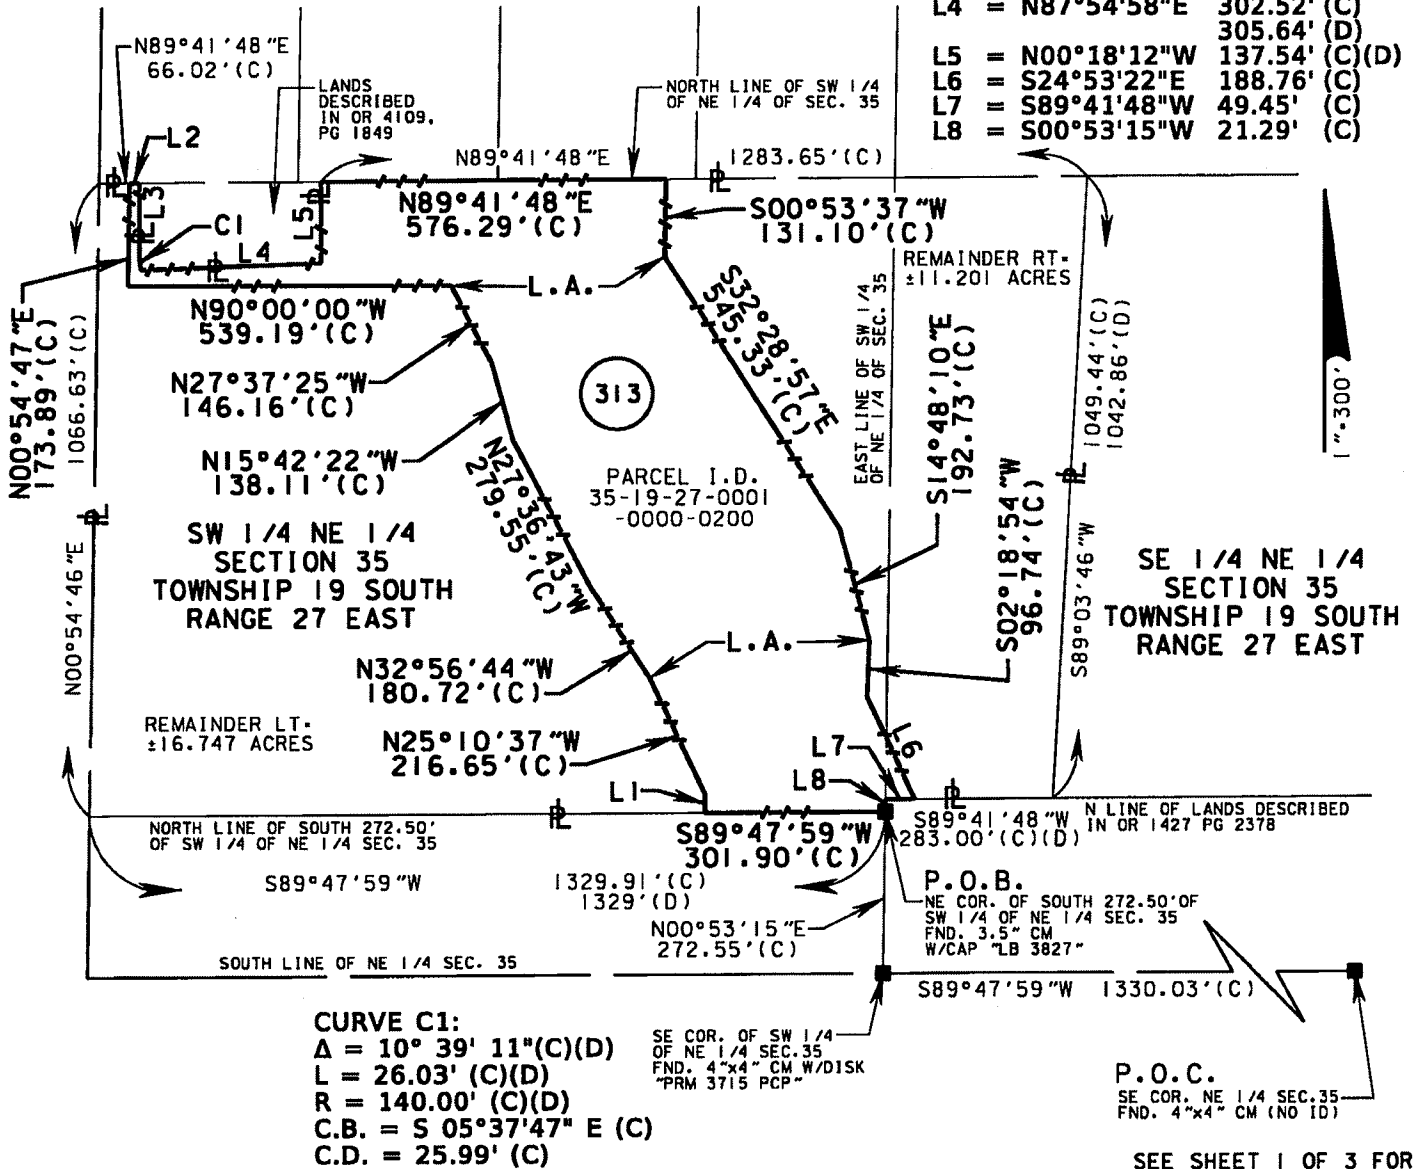 L4 = N87°54'58"E 302.52' (C)
305.64' (D)
L5 = N00°18'12"W 137.54' (C)(D)
L6 = S24°53'22"E 188.76' (C)
L7 = S89°41'48"W 49.45' (C)
L8 = S00°53'15"W 21.29' (C)
N89°41'48"E
66.02'(C)
LANDS
DESCRIBED
IN OR 4109,
PG 1849
NORTH LINE OF SW 1/4
OF NE 1/4 OF SEC. 35
L2
N89°41'48"E
1283.65'(C)
L3
C1
L5
L4
N89°41'48"E
576.29'(C)
S00°53'37"W
131.10'(C)
REMAINDER RT-
±11.201 ACRES
L.A.
N00°54'47"E
173.89'(C)
1066.63'(C)
N90°00'00"W
539.19'(C)
S32°28'57"E
545.33'(C)
EAST LINE OF SW 1/4
OF NE 1/4 OF SEC. 35
S14°48'10"E
192.73'(C)
1049.44'(C)
1042.86'(D)
1"=300'
N27°37'25"W
146.16'(C)
313
N15°42'22"W
138.11'(C)
N27°36'43"W
279.55'(C)
PARCEL I.D.
35-19-27-0001
-0000-0200
S02°18'54"W
96.74'(C)
SW 1/4 NE 1/4
SECTION 35
TOWNSHIP 19 SOUTH
RANGE 27 EAST
N00°54'46"E
S89°03'46"W
SE 1/4 NE 1/4
SECTION 35
TOWNSHIP 19 SOUTH
RANGE 27 EAST
L.A.
N32°56'44"W
180.72'(C)
REMAINDER LT-
±16.747 ACRES
N25°10'37"W
216.65'(C)
L6
L7
L8
L1
NORTH LINE OF SOUTH 272.50'
OF SW 1/4 OF NE 1/4 SEC. 35
S89°47'59"W
301.90'(C)
S89°41'48"W
283.00'(C)(D)
N LINE OF LANDS DESCRIBED
IN OR 1427 PG 2378
S89°47'59"W
1329.91'(C)
1329'(D)
P.O.B.
NE COR. OF SOUTH 272.50'OF
SW 1/4 OF NE 1/4 SEC. 35
FND. 3.5" CM
W/CAP "LB 3827"
N00°53'15"E
272.55'(C)
SOUTH LINE OF NE 1/4 SEC. 35
S89°47'59"W 1330.03'(C)
CURVE C1:
Δ = 10° 39' 11"(C)(D)
L = 26.03' (C)(D)
R = 140.00' (C)(D)
C.B. = S 05°37'47" E (C)
C.D. = 25.99' (C)
SE COR. OF SW 1/4
OF NE 1/4 SEC.35
FND. 4"x4" CM W/DISK
"PRM 3715 PCP"
P.O.C.
SE COR. NE 1/4 SEC.35
FND. 4"x4" CM (NO ID)
SEE SHEET 1 OF 3 FOR